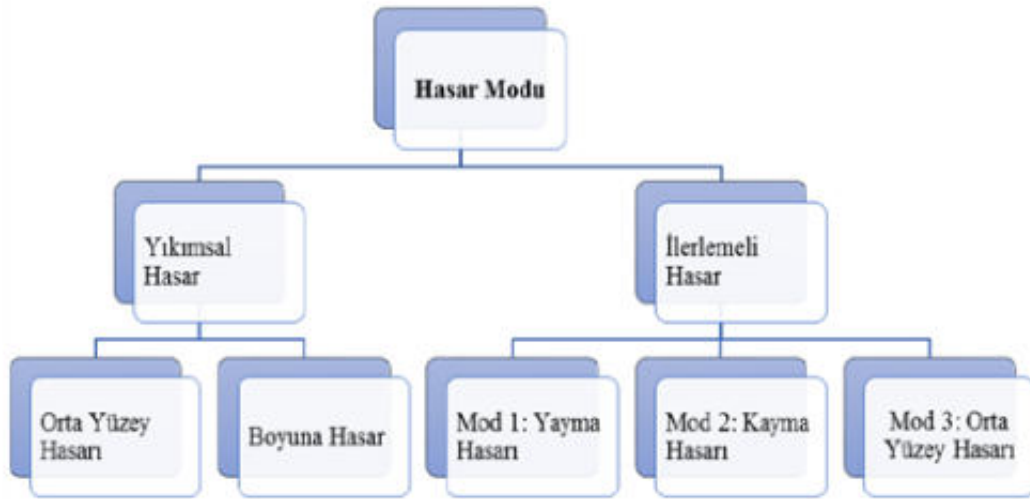 Hasar Modu
Yıkımsal
Hasar
İlerlemeli
Hasar
Orta Yüzey
Hasarı
Boyuna Hasar
Mod 1: Yayma
Hasarı
Mod 2: Kayma
Hasarı
Mod 3: Orta
Yüzey Hasarı